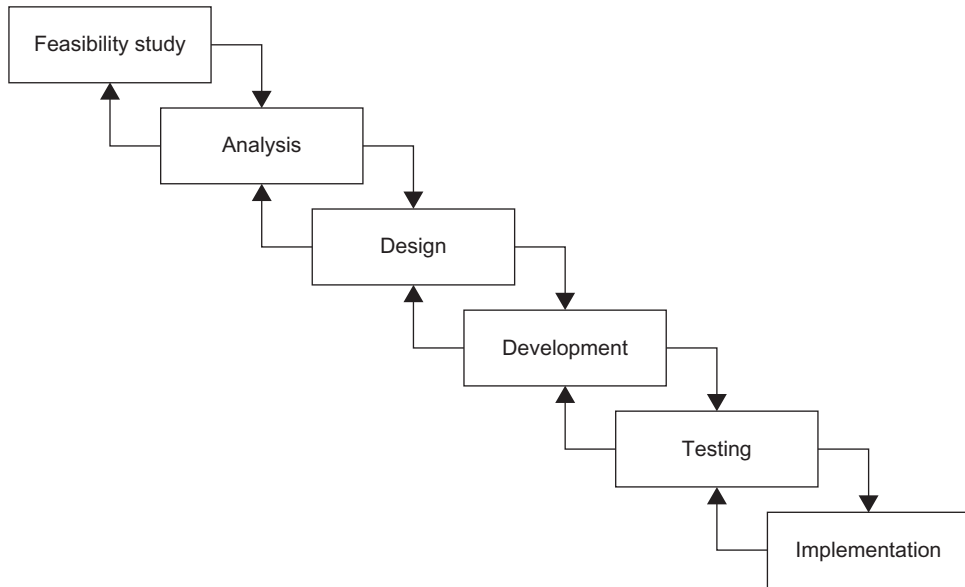 Feasibility study
Analysis
Design
Development
Testing
Implementation